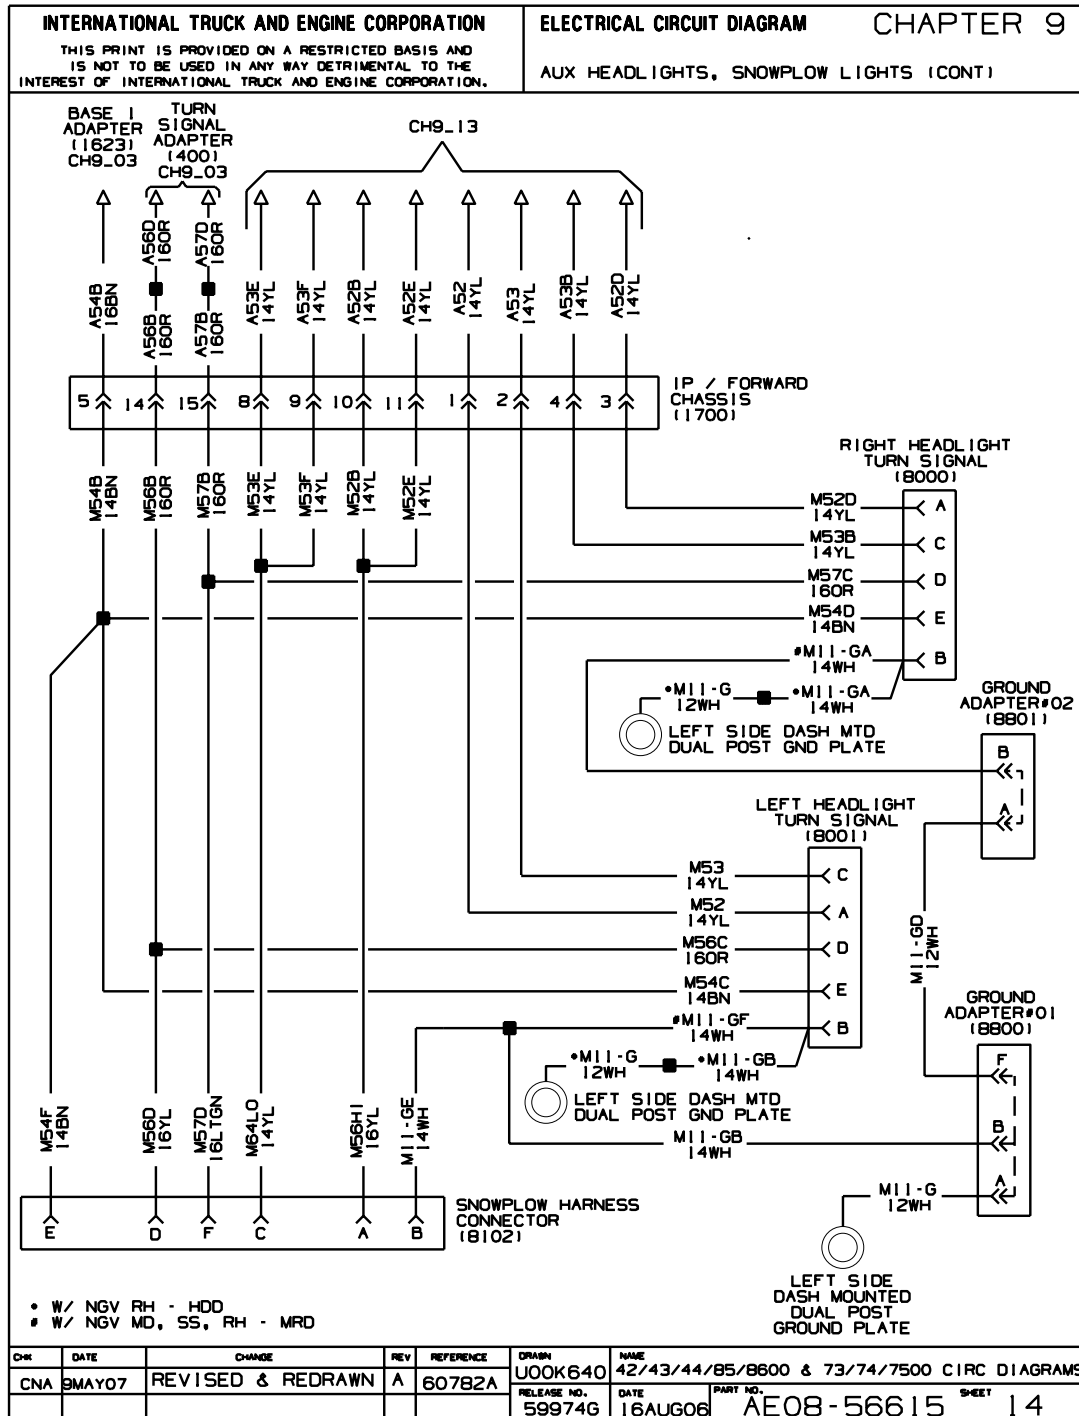 INTERNATIONAL TRUCK AND ENGINE CORPORATION
THIS PRINT IS PROVIDED ON A RESTRICTED BASIS AND
IS NOT TO BE USED IN ANY WAY DETRIMENTAL TO THE
INTEREST OF INTERNATIONAL TRUCK AND ENGINE CORPORATION.
ELECTRICAL CIRCUIT DIAGRAM
CHAPTER 9
AUX HEADLIGHTS, SNOWPLOW LIGHTS (CONT)
BASE 1
ADAPTER
(1623)
CH9_03
TURN
SIGNAL
ADAPTER
(400)
CH9_03
CH9_13
A56D
16OR
A57D
16OR
A54B
16BN
A56B
16OR
A57B
16OR
A53E
14YL
A53F
14YL
A52B
14YL
A52E
14YL
A52
14YL
A53
14YL
A53B
14YL
A52D
14YL
5
14
15
8
9
10
11
1
2
4
3
IP / FORWARD
CHASSIS
(1700)
M54B
14BN
M56B
16OR
M57B
16OR
M53E
14YL
M53F
14YL
M52B
14YL
M52E
14YL
RIGHT HEADLIGHT
TURN SIGNAL
(8000)
M52D
14YL
A
M53B
14YL
C
M57C
16OR
D
M54D
14BN
E
#M11-GA
14WH
B
*M11-G
12WH
*M11-GA
14WH
LEFT SIDE DASH MTD
DUAL POST GND PLATE
GROUND
ADAPTER#02
(8801)
B
A
LEFT HEADLIGHT
TURN SIGNAL
(8001)
M53
14YL
C
M52
14YL
A
M56C
16OR
D
M54C
14BN
E
#M11-GF
14WH
B
*M11-G
12WH
*M11-GB
14WH
LEFT SIDE DASH MTD
DUAL POST GND PLATE
M11-GB
14WH
M11-GD
12WH
GROUND
ADAPTER#01
(8800)
F
B
A
M11-G
12WH
LEFT SIDE
DASH MOUNTED
DUAL POST
GROUND PLATE
M54F
14BN
M56D
16YL
M57D
16LTGN
M64LO
14YL
M56HI
16YL
M11-GE
14WH
E
D
F
C
A
B
SNOWPLOW HARNESS
CONNECTOR
(8102)
* W/ NGV RH - HDD
# W/ NGV MD, SS, RH - MRD
CHK
DATE
CHANGE
REV
REFERENCE
CNA
9MAY07
REVISED & REDRAWN
A
60782A
DRAWN
U00K640
NAME
42/43/44/85/8600 & 73/74/7500 CIRC DIAGRAMS
RELEASE NO.
59974G
DATE
16AUG06
PART NO.
AE08-56615
SHEET
14